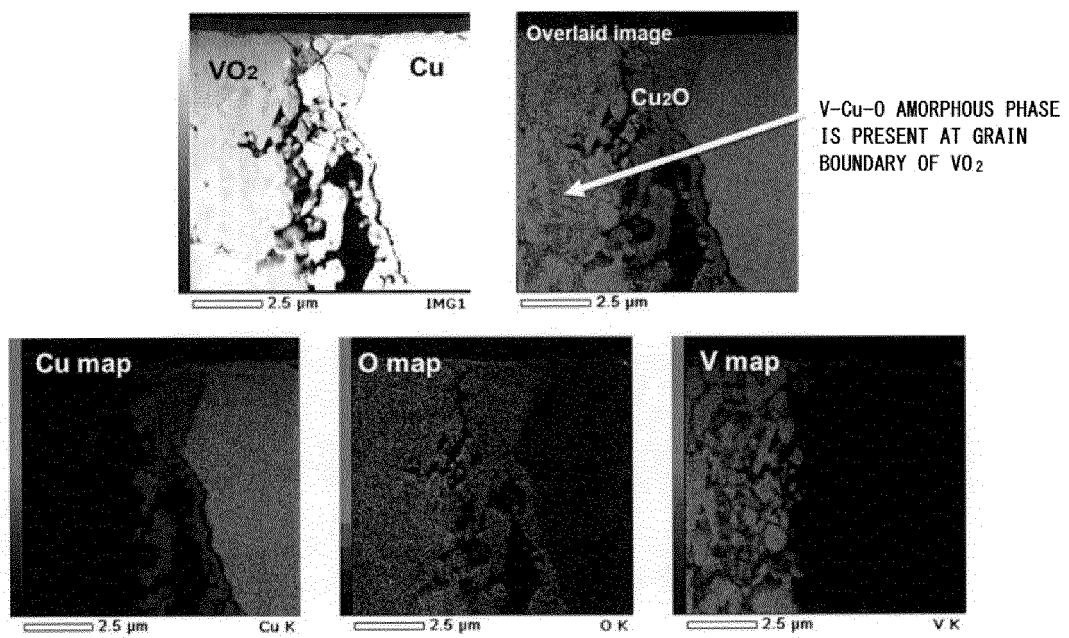 VO₂
Cu
2.5 μm
IMG1
Overlaid image
Cu₂O
2.5 μm
V-Cu-O AMORPHOUS PHASE
IS PRESENT AT GRAIN
BOUNDARY OF VO₂
Cu map
2.5 μm
Cu K
O map
2.5 μm
O K
V map
2.5 μm
V K